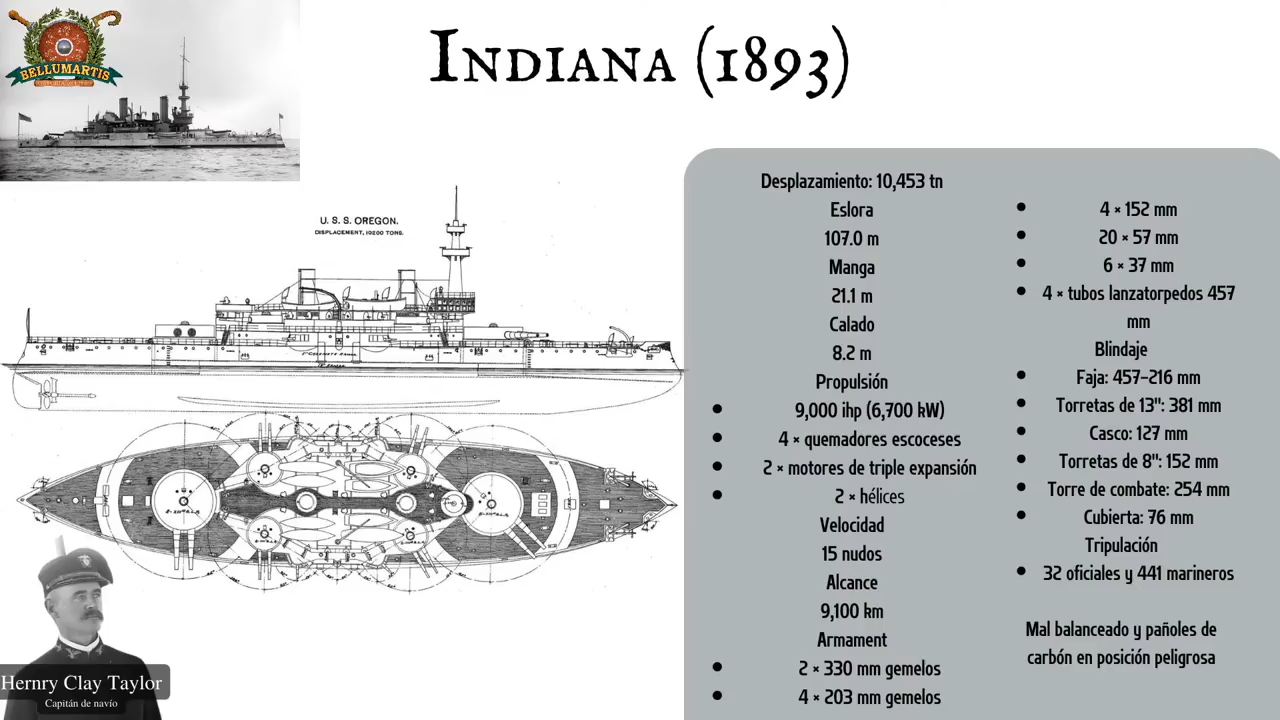 BELLUMARTIS
Indiana (1893)
U. S. S. OREGON.
DISPLACEMENT, 10200 TONS.
Desplazamiento: 10,453 tn
Eslora
107.0 m
Manga
21.1 m
Calado
8.2 m
Propulsión
9,000 ihp (6,700 kW)
4 × quemadores escoceses
2 × motores de triple expansión
2 × hélices
Velocidad
15 nudos
Alcance
9,100 km
Armament
2 × 330 mm gemelos
4 × 203 mm gemelos
4 × 152 mm
20 × 57 mm
6 × 37 mm
4 × tubos lanzatorpedos 457
mm
Blindaje
Faja: 457–216 mm
Torretas de 13": 381 mm
Casco: 127 mm
Torretas de 8": 152 mm
Torre de combate: 254 mm
Cubierta: 76 mm
Tripulación
32 oficiales y 441 marineros
Mal balanceado y pañoles de
carbón en posición peligrosa
Hernry Clay Taylor
Capitán de navío